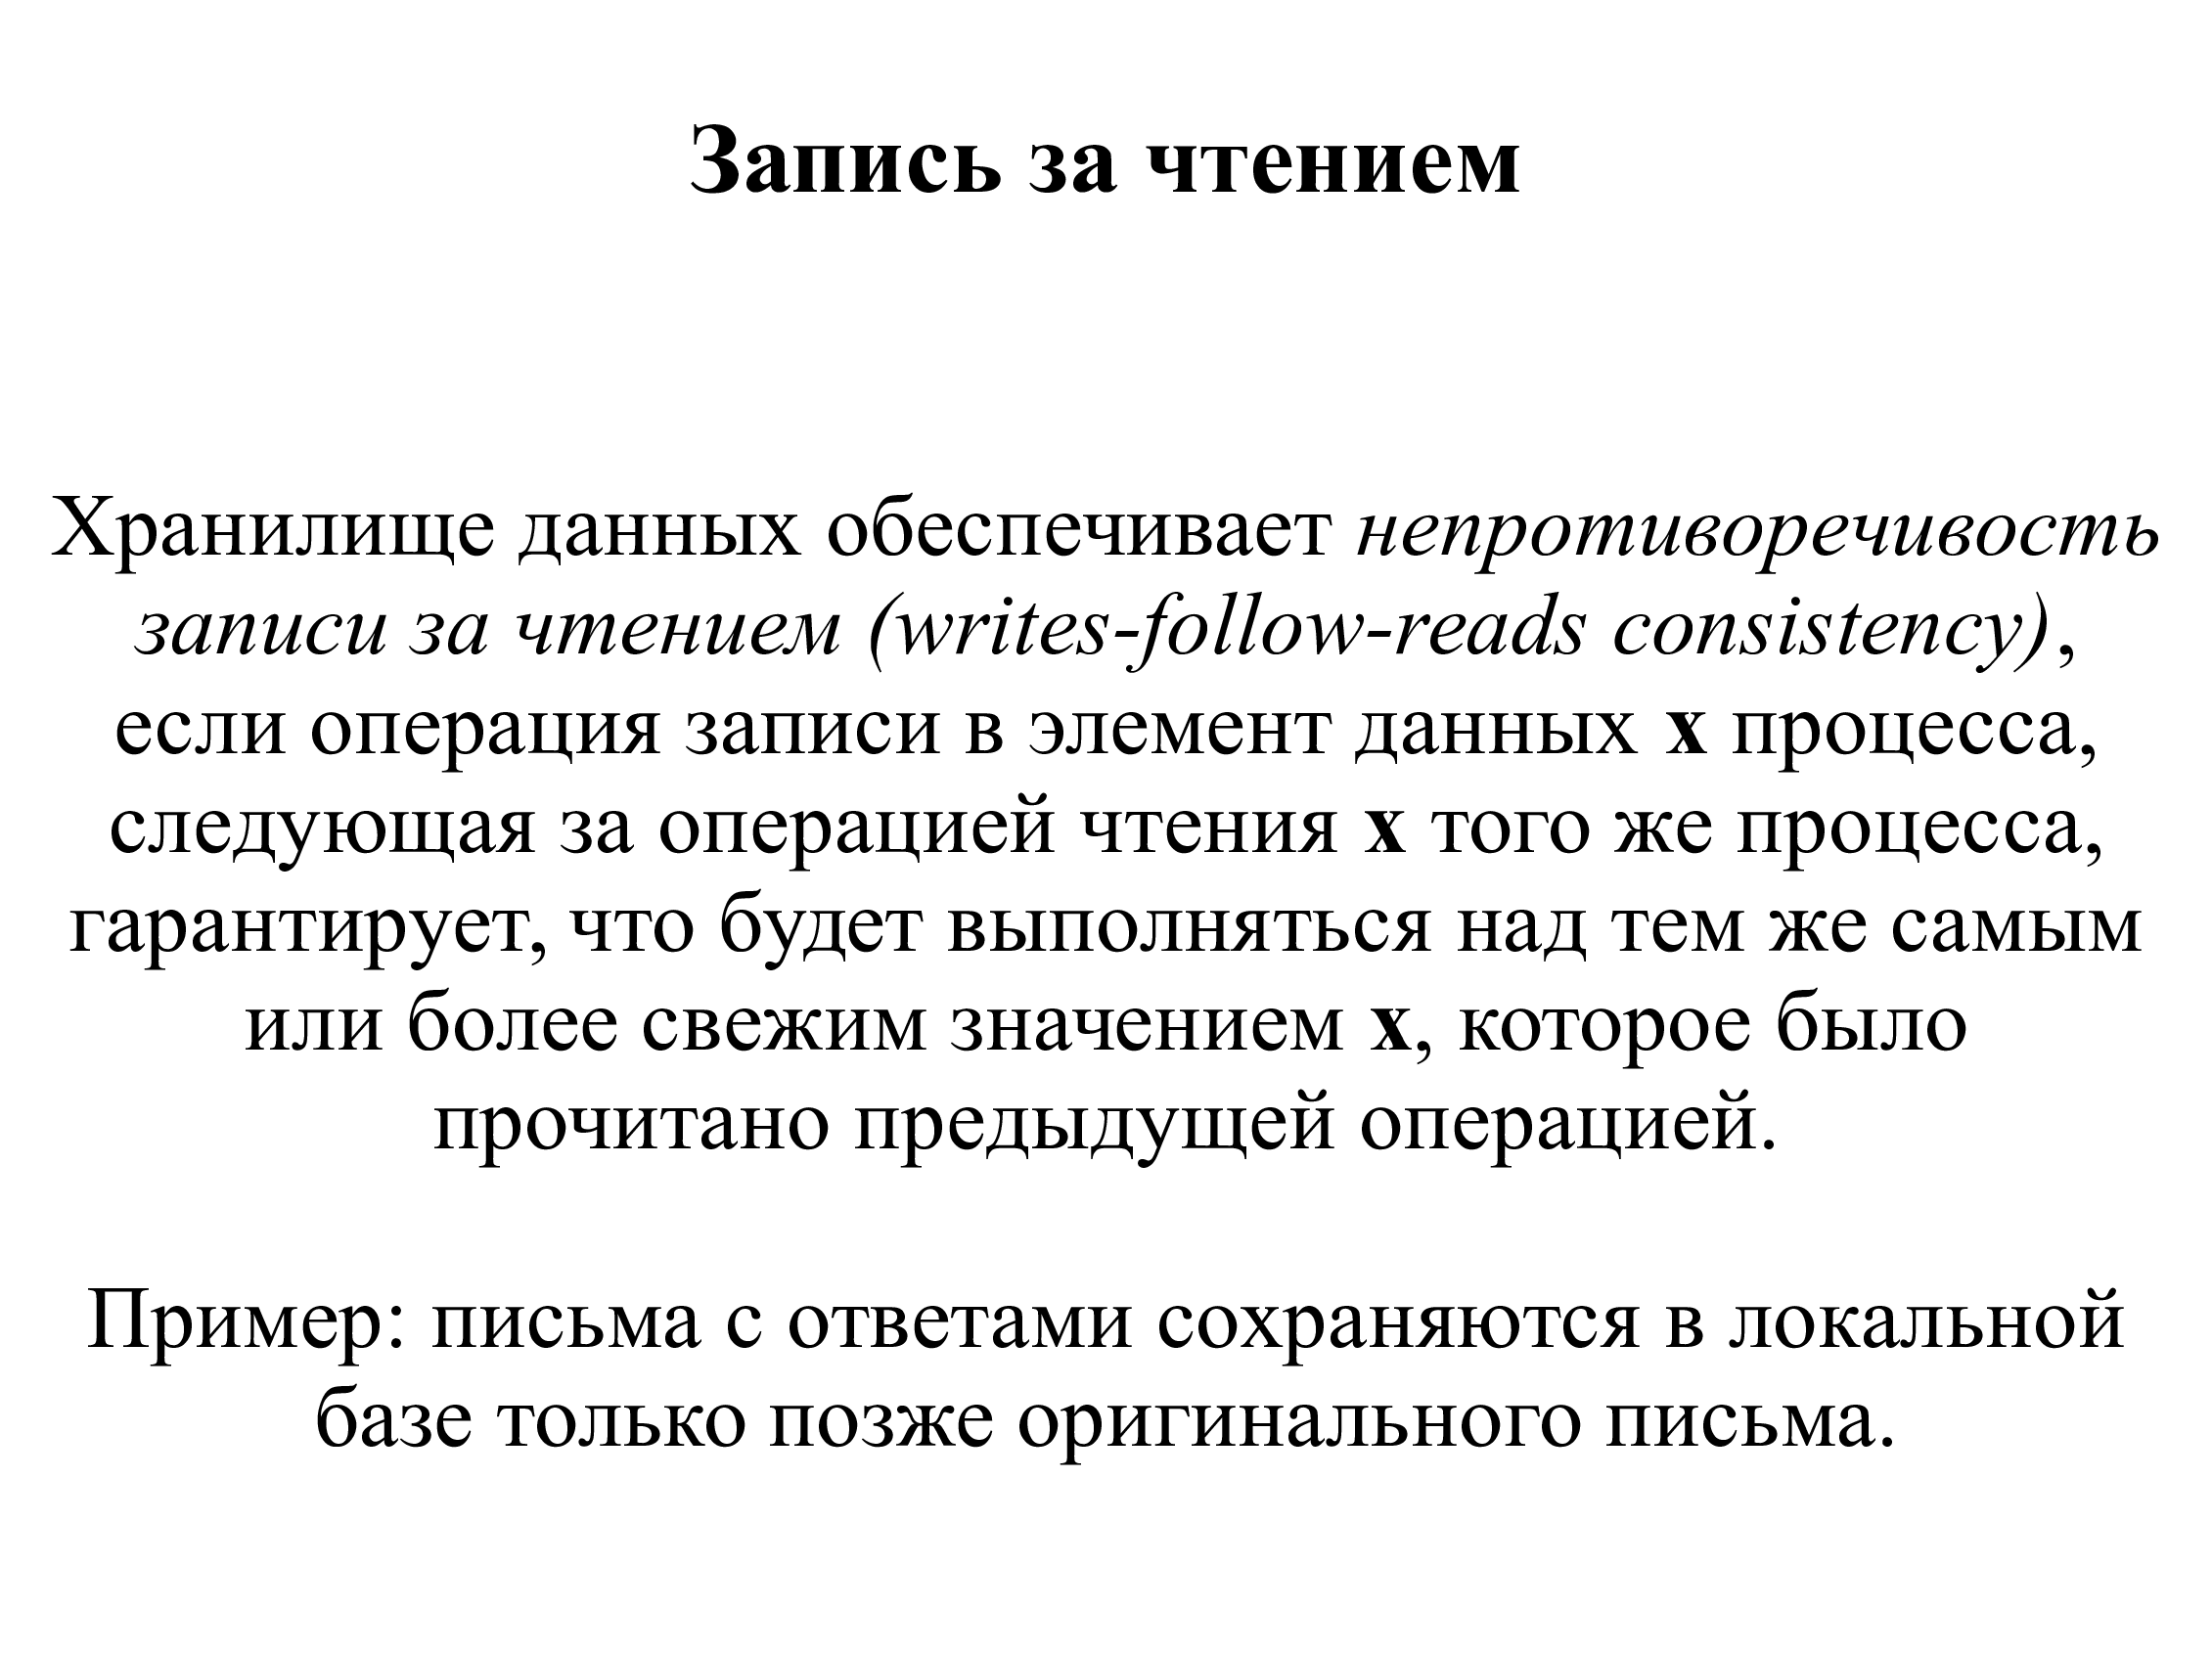 Запись за чтением
Хранилище данных обеспечивает непротиворечивость
записи за чтением (writes-follow-reads consistency),
если операция записи в элемент данных x процесса,
следующая за операцией чтения x того же процесса,
гарантирует, что будет выполняться над тем же самым
или более свежим значением x, которое было
прочитано предыдущей операцией.
Пример: письма с ответами сохраняются в локальной
базе только позже оригинального письма.